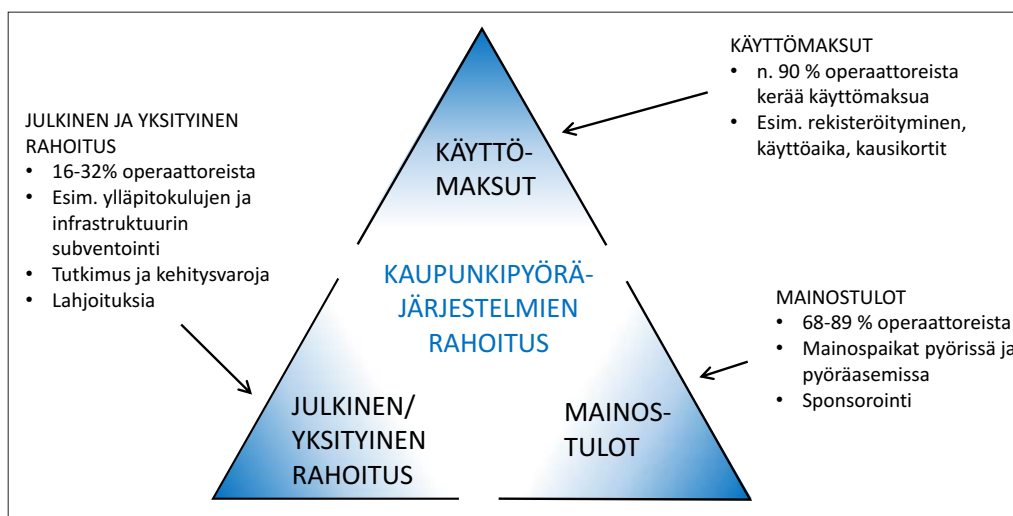 KÄYTTÖMAKSUT
• n. 90 % operaattoreista
kerää käyttömaksua
• Esim. rekisteröityminen,
käyttöaika, kausikortit
JULKINEN JA YKSITYINEN
RAHOITUS
• 16-32% operaattoreista
• Esim. ylläpitokulujen ja
infrastruktuurin
subventointi
• Tutkimus ja kehitysvaroja
• Lahjoituksia
KÄYTTÖ-
MAKSUT
KAUPUNKIPYÖRÄ-
JÄRJESTELMIEN
RAHOITUS
MAINOSTULOT
• 68-89 % operaattoreista
• Mainospaikat pyörissä ja
pyöräasemissa
• Sponsorointi
JULKINEN/
YKSITYINEN
RAHOITUS
MAINOS-
TULOT